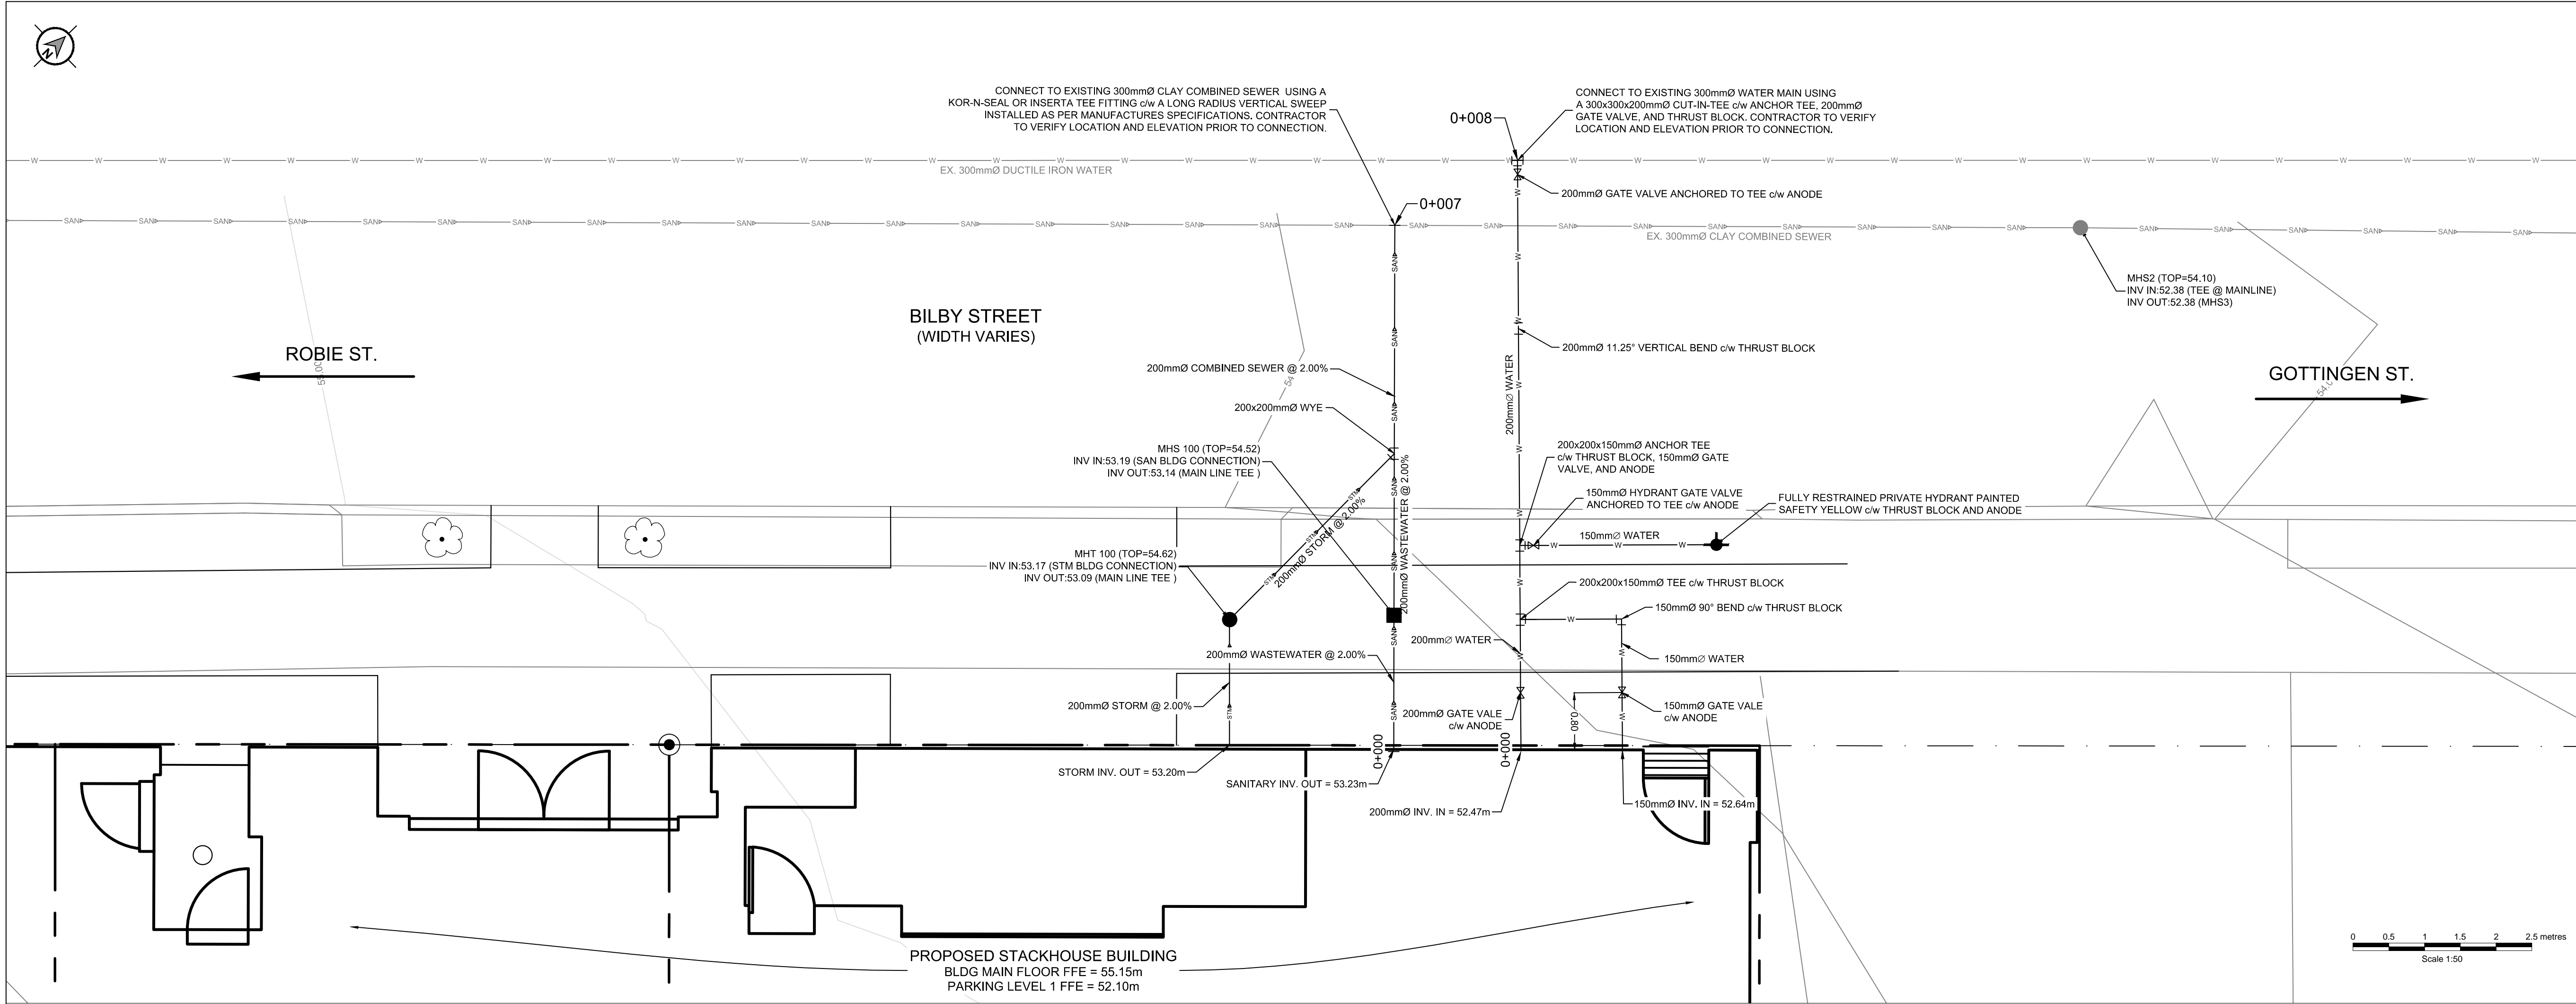 N
CONNECT TO EXISTING 300mmØ CLAY COMBINED SEWER USING A
KOR-N-SEAL OR INSERTA TEE FITTING c/w A LONG RADIUS VERTICAL SWEEP
INSTALLED AS PER MANUFACTURES SPECIFICATIONS. CONTRACTOR
TO VERIFY LOCATION AND ELEVATION PRIOR TO CONNECTION.
0+008
CONNECT TO EXISTING 300mmØ WATER MAIN USING
A 300x300x200mmØ CUT-IN-TEE c/w ANCHOR TEE, 200mmØ
GATE VALVE, AND THRUST BLOCK. CONTRACTOR TO VERIFY
LOCATION AND ELEVATION PRIOR TO CONNECTION.
EX. 300mmØ DUCTILE IRON WATER
200mmØ GATE VALVE ANCHORED TO TEE c/w ANODE
0+007
EX. 300mmØ CLAY COMBINED SEWER
MHS2 (TOP=54.10)
INV IN:52.38 (TEE @ MAINLINE)
INV OUT:52.38 (MHS3)
BILBY STREET
(WIDTH VARIES)
ROBIE ST.
55.00
200mmØ 11.25° VERTICAL BEND c/w THRUST BLOCK
200mm∅ WATER
GOTTINGEN ST.
200mmØ COMBINED SEWER @ 2.00%
200x200mmØ WYE
MHS 100 (TOP=54.52)
INV IN:53.19 (SAN BLDG CONNECTION)
INV OUT:53.14 (MAIN LINE TEE )
200mmØ WASTEWATER @ 2.00%
200x200x150mmØ ANCHOR TEE
c/w THRUST BLOCK, 150mmØ GATE
VALVE, AND ANODE
150mmØ HYDRANT GATE VALVE
ANCHORED TO TEE c/w ANODE
FULLY RESTRAINED PRIVATE HYDRANT PAINTED
SAFETY YELLOW c/w THRUST BLOCK AND ANODE
150mm∅ WATER
200mmØ STORM @ 2.00%
MHT 100 (TOP=54.62)
INV IN:53.17 (STM BLDG CONNECTION)
INV OUT:53.09 (MAIN LINE TEE )
200x200x150mmØ TEE c/w THRUST BLOCK
150mmØ 90° BEND c/w THRUST BLOCK
200mm∅ WATER
200mmØ WASTEWATER @ 2.00%
150mm∅ WATER
200mmØ STORM @ 2.00%
200mmØ GATE VALE
c/w ANODE
0.80
150mmØ GATE VALE
c/w ANODE
0+000
0+000
STORM INV. OUT = 53.20m
SANITARY INV. OUT = 53.23m
200mmØ INV. IN = 52.47m
150mmØ INV. IN = 52.64m
PROPOSED STACKHOUSE BUILDING
BLDG MAIN FLOOR FFE = 55.15m
PARKING LEVEL 1 FFE = 52.10m
0 0.5 1 1.5 2 2.5 metres
Scale 1:50